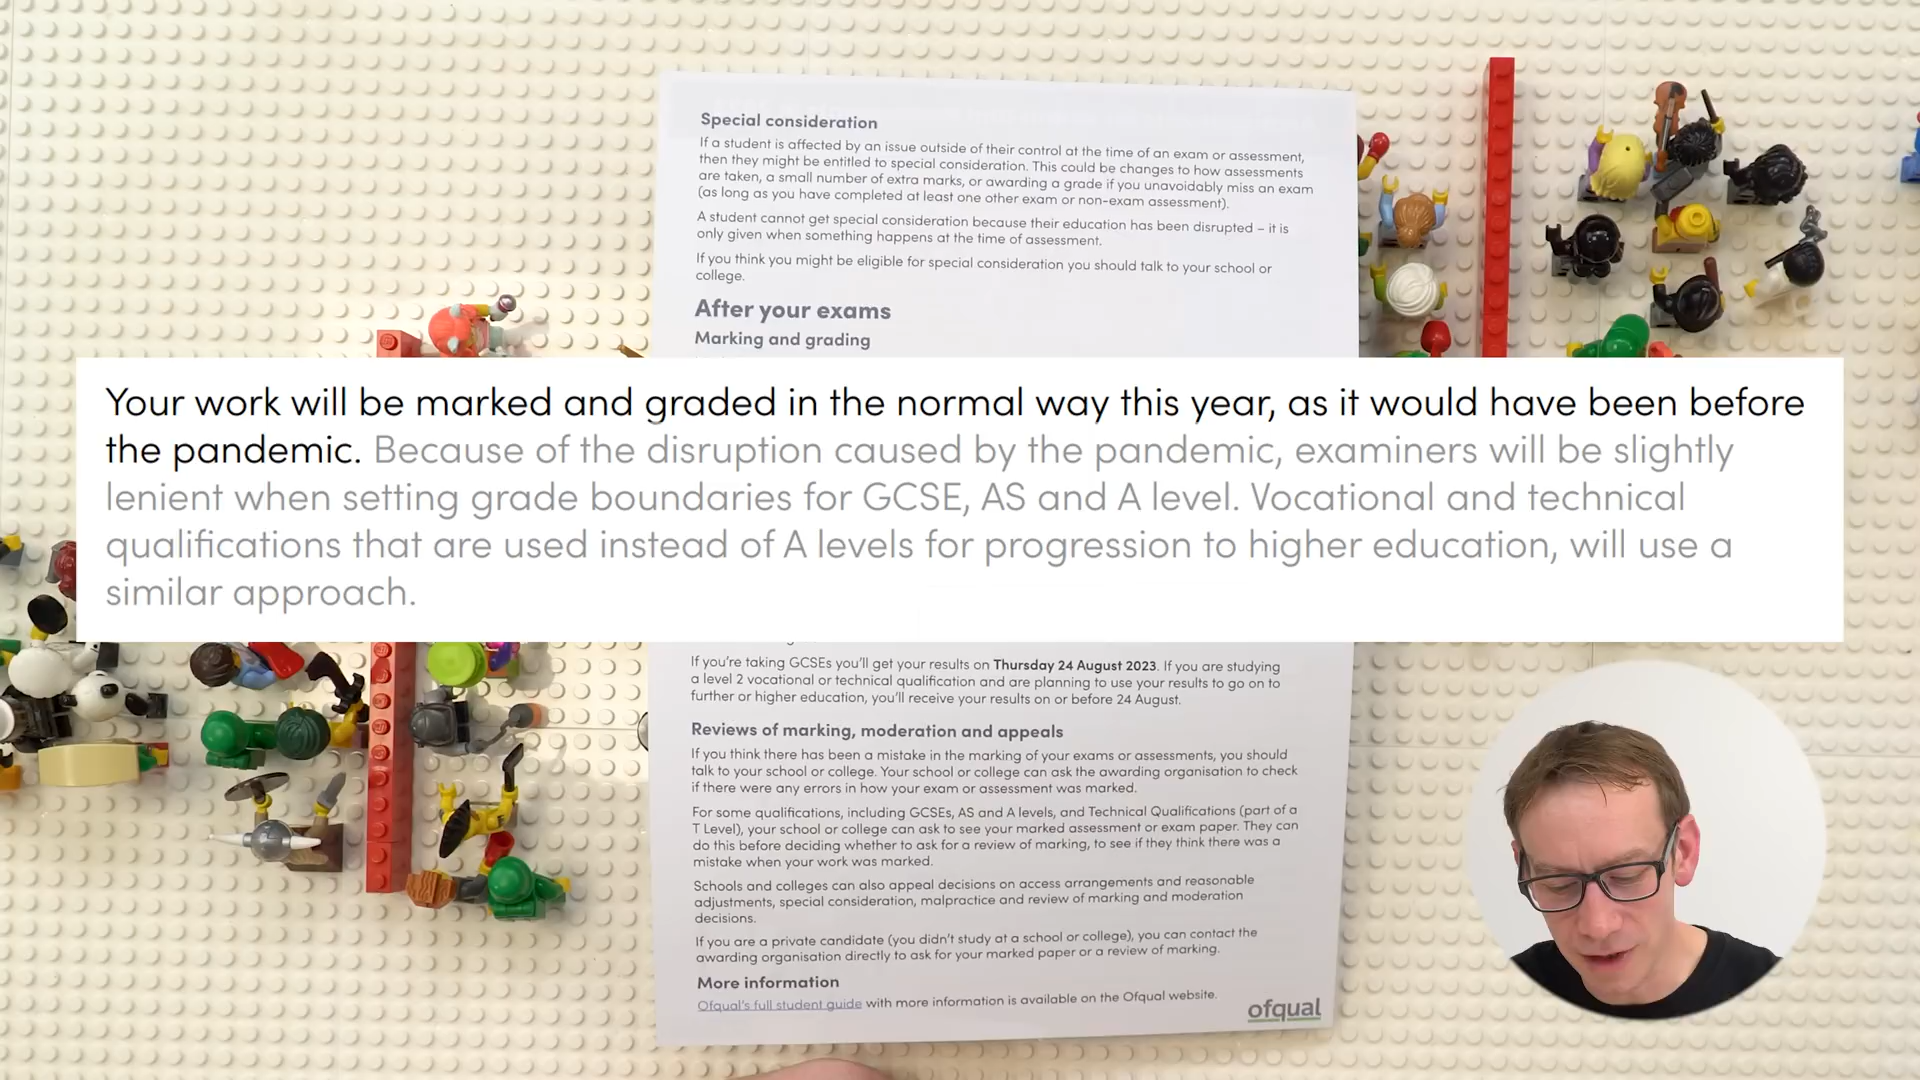 Special consideration
If a student is affected by an issue outside of their control at the time of an exam or assessment,
then they might be entitled to special consideration. This could be changes to how assessments
are taken, a small number of extra marks, or awarding a grade if you unavoidably miss an exam
(as long as you have completed at least one other exam or non-exam assessment).
A student cannot get special consideration because their education has been disrupted – it is
only given when something happens at the time of assessment.
If you think you might be eligible for special consideration you should talk to your school or
college.
After your exams
Marking and grading
Your work will be marked and graded in the normal way this year, as it would have been before
the pandemic. Because of the disruption caused by the pandemic, examiners will be slightly
lenient when setting grade boundaries for GCSE, AS and A level. Vocational and technical
qualifications that are used instead of A levels for progression to higher education, will use a
similar approach.
If you're taking GCSEs you'll get your results on Thursday 24 August 2023. If you are studying
a level 2 vocational or technical qualification and are planning to use your results to go on to
further or higher education, you'll receive your results on or before 24 August.
Reviews of marking, moderation and appeals
If you think there has been a mistake in the marking of your exams or assessments, you should
talk to your school or college. Your school or college can ask the awarding organisation to check
if there were any errors in how your exam or assessment was marked.
For some qualifications, including GCSEs, AS and A levels, and Technical Qualifications (part of a
T Level), your school or college can ask to see your marked assessment or exam paper. They can
do this before deciding whether to ask for a review of marking, to see if they think there was a
mistake when your work was marked.
Schools and colleges can also appeal decisions on access arrangements and reasonable
adjustments, special consideration, malpractice and review of marking and moderation
decisions.
If you are a private candidate (you didn't study at a school or college), you can contact the
awarding organisation directly to ask for your marked paper or a review of marking.
More information
Ofqual's full student guide with more information is available on the Ofqual website.
ofqual